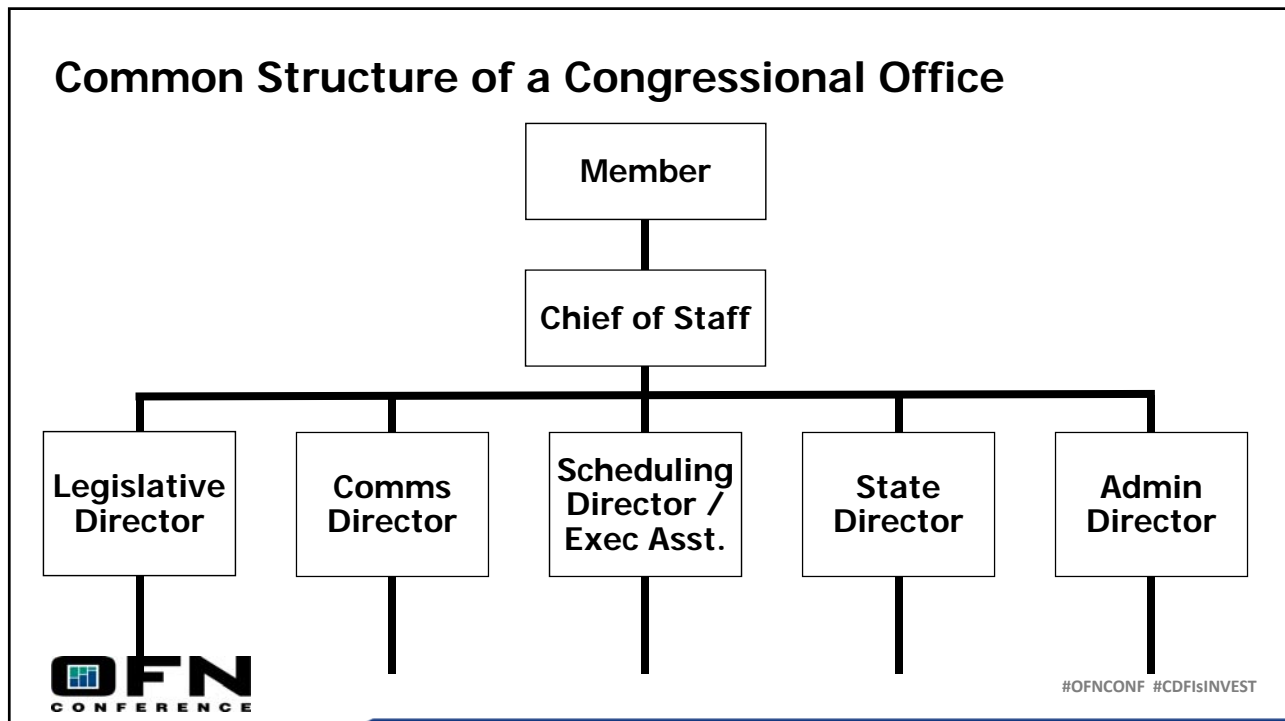 Common Structure of a Congressional Office
Member
Chief of Staff
Legislative
Director
Comms
Director
Scheduling
Director /
Exec Asst.
State
Director
Admin
Director
OFN
CONFERENCE
#OFNCONF #CDFIsINVEST